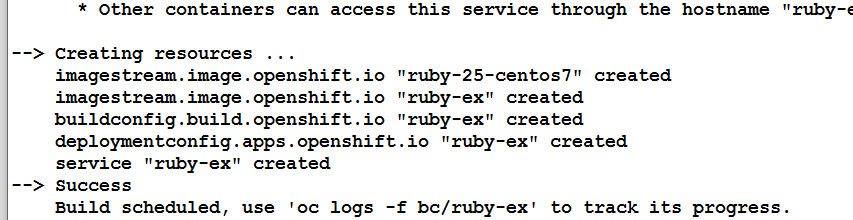 * Other containers can access this service through the hostname "ruby-e
--> Creating resources ...
imagestream.image.openshift.io "ruby-25-centos7" created
imagestream.image.openshift.io "ruby-ex" created
buildconfig.build.openshift.io "ruby-ex" created
deploymentconfig.apps.openshift.io "ruby-ex" created
service "ruby-ex" created
--> Success
Build scheduled, use 'oc logs -f bc/ruby-ex' to track its progress.